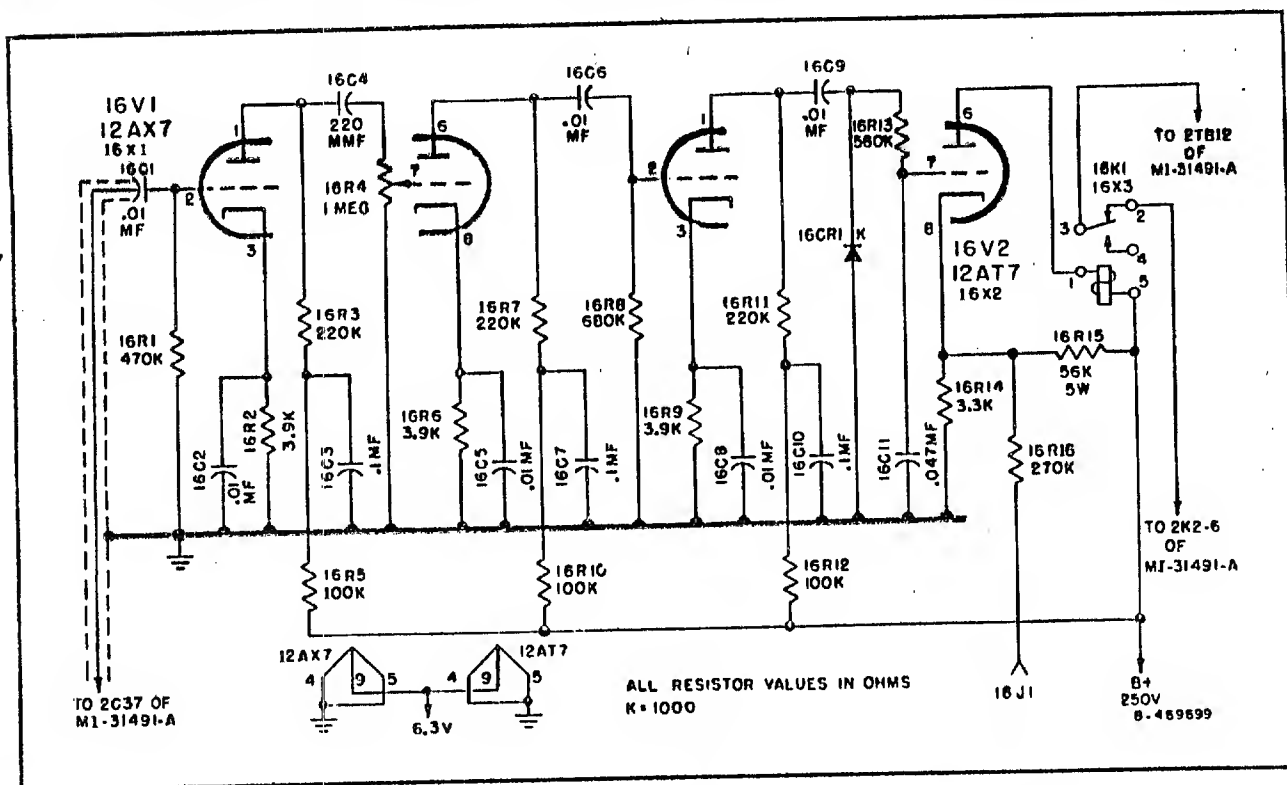 16V1
12AX7
16X1
16C1
.01
MF
2
1
3
16C4
220
MMF
16R4
1 MEG
7
6
8
16C6
.01
MF
2
1
3
16C9
.01
MF
16R13
560K
7
6
8
16CR1 K
16V2
12AT7
16X2
TO 2TB12
OF
MI-31491-A
16K1
16X3
3
2
4
1
5
16R1
470K
16R3
220K
16R7
220K
16R8
680K
16R11
220K
16R15
56K
5W
16C2
.01
MF
16R2
3.9K
16C3
.1MF
16R6
3.9K
16C5
.01MF
16C7
.1MF
16R9
3.9K
16C8
.01MF
16C10
.1MF
16C11
.047MF
16R14
3.3K
16R16
270K
TO 2K2-6
OF
MI-31491-A
16R5
100K
16R10
100K
16R12
100K
12AX7
4
9
5
12AT7
4
9
5
6.3V
TO 2C37 OF
MI-31491-A
ALL RESISTOR VALUES IN OHMS
K=1000
16J1
B+
250V
8-459699